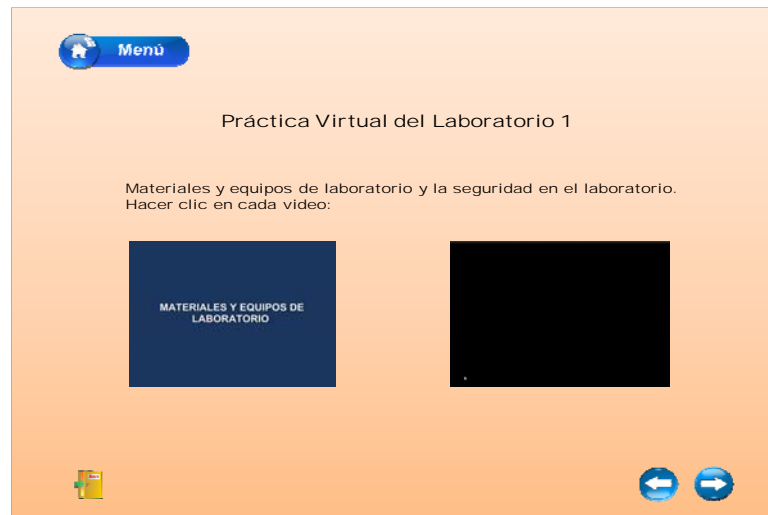 Menú
Práctica Virtual del Laboratorio 1
Materiales y equipos de laboratorio y la seguridad en el laboratorio.
Hacer clic en cada video:
MATERIALES Y EQUIPOS DE
LABORATORIO